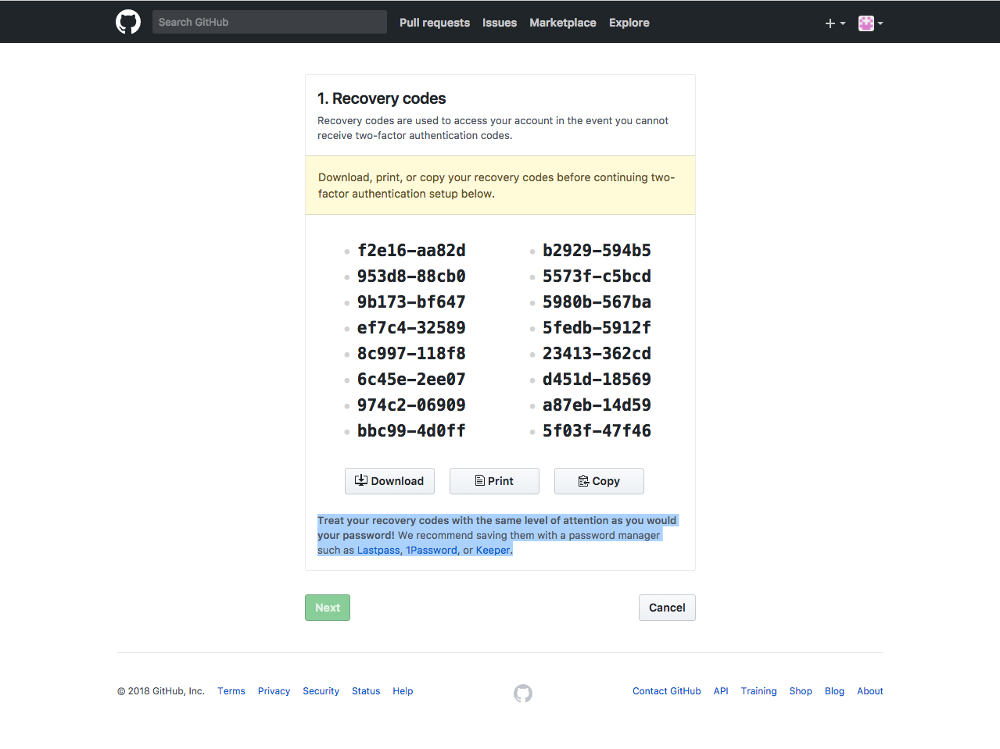 Search GitHub Pull requests Issues Marketplace Explore
1. Recovery codes
Recovery codes are used to access your account in the event you cannot
receive two-factor authentication codes.
Download, print, or copy your recovery codes before continuing two-
factor authentication setup below.
f2e16-aa82d b2929-594b5
953d8-88cb0 5573f-c5bcd
9b173-bf647 5980b-567ba
ef7c4-32589 5fedb-5912f
8c997-118f8 23413-362cd
6c45e-2ee07 d451d-18569
974c2-06909 a87eb-14d59
bbc99-4d0ff 5f03f-47f46
Download Print Copy
Treat your recovery codes with the same level of attention as you would
your password! We recommend saving them with a password manager
such as Lastpass, 1Password, or Keeper.
Next Cancel
© 2018 GitHub, Inc. Terms Privacy Security Status Help Contact GitHub API Training Shop Blog About